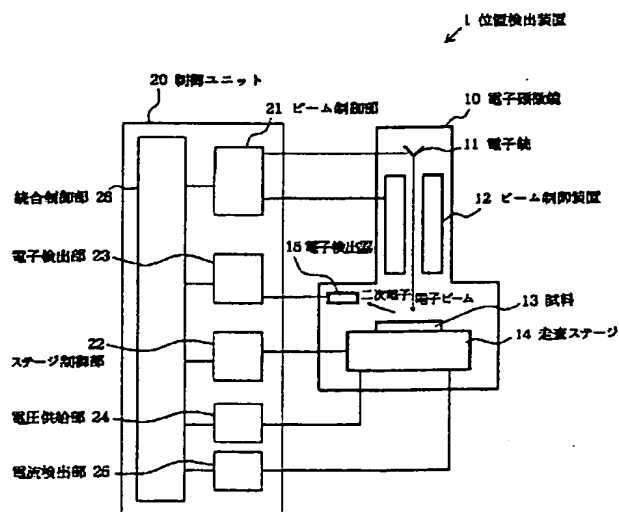 1 位置検出装置
20 制御ユニット
21 ビーム制御部
10 電子顕微鏡
11 電子銃
12 ビーム制御装置
統合制御部 26
電子検出部 23
15 電子検出器
二次電子
電子ビーム
13 試料
22
ステージ制御部
14 走査ステージ
電圧供給部 24
電流検出部 25